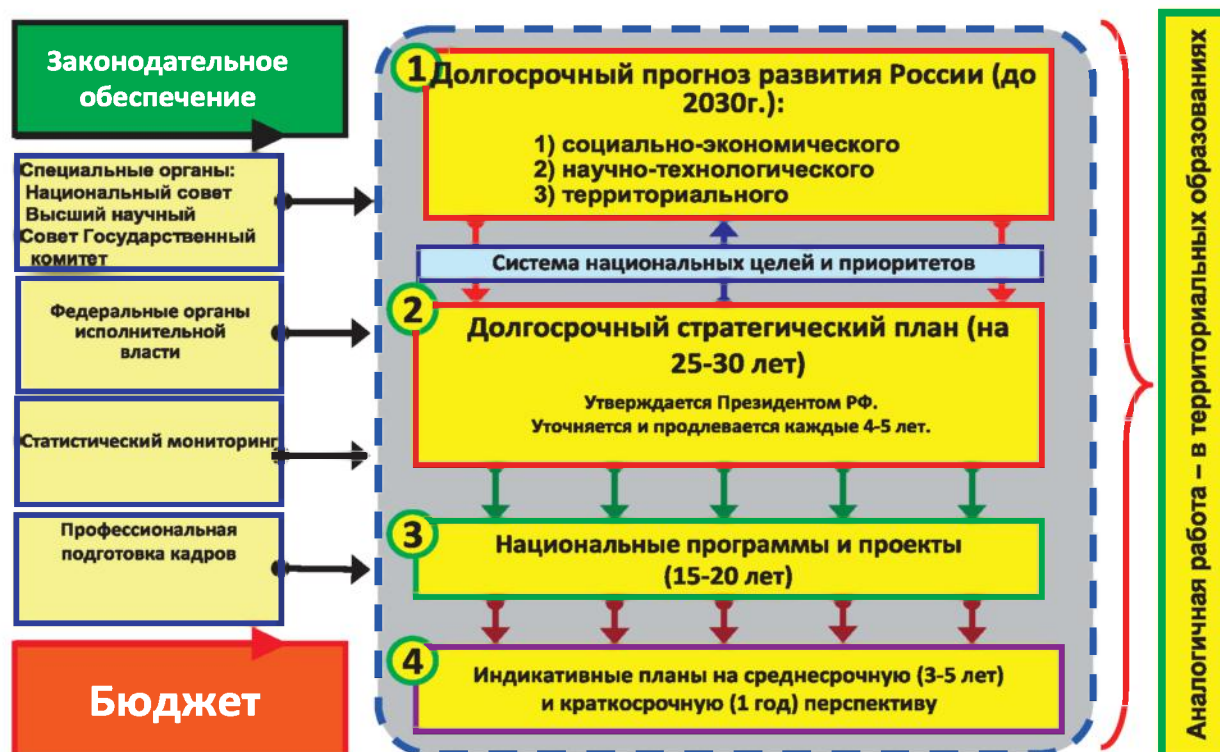 Законодательное
обеспечение
Специальные органы:
Национальный совет
Высший научный
Совет Государственный
комитет
Федеральные органы
исполнительной
власти
Статистический мониторинг
Профессиональная
подготовка кадров
Бюджет
1
Долгосрочный прогноз развития России (до
2030г.):
1) социально-экономического
2) научно-технологического
3) территориального
Система национальных целей и приоритетов
2
Долгосрочный стратегический план (на
25-30 лет)
Утверждается Президентом РФ.
Уточняется и продлевается каждые 4-5 лет.
3
Национальные программы и проекты
(15-20 лет)
4
Индикативные планы на среднесрочную (3-5 лет)
и краткосрочную (1 год) перспективу
Аналогичная работа – в территориальных образованиях